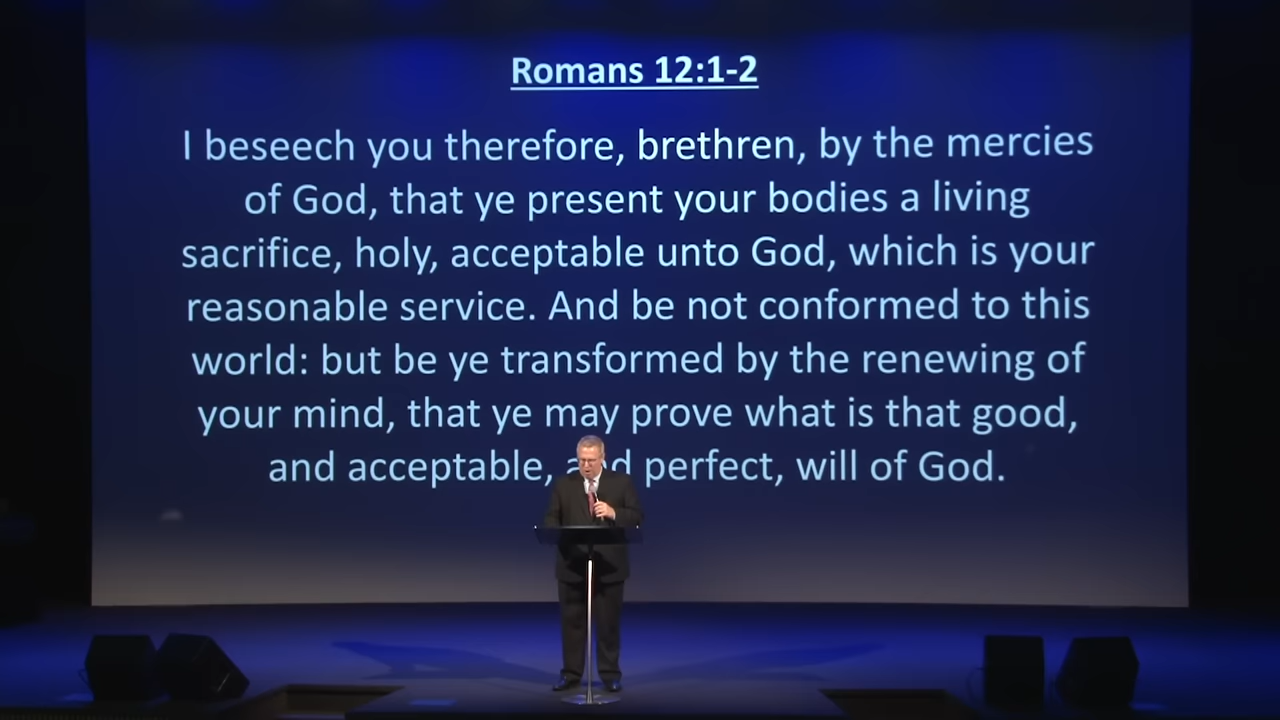 Romans 12:1-2
I beseech you therefore, brethren, by the mercies
of God, that ye present your bodies a living
sacrifice, holy, acceptable unto God, which is your
reasonable service. And be not conformed to this
world: but be ye transformed by the renewing of
your mind, that ye may prove what is that good,
and acceptable, and perfect, will of God.